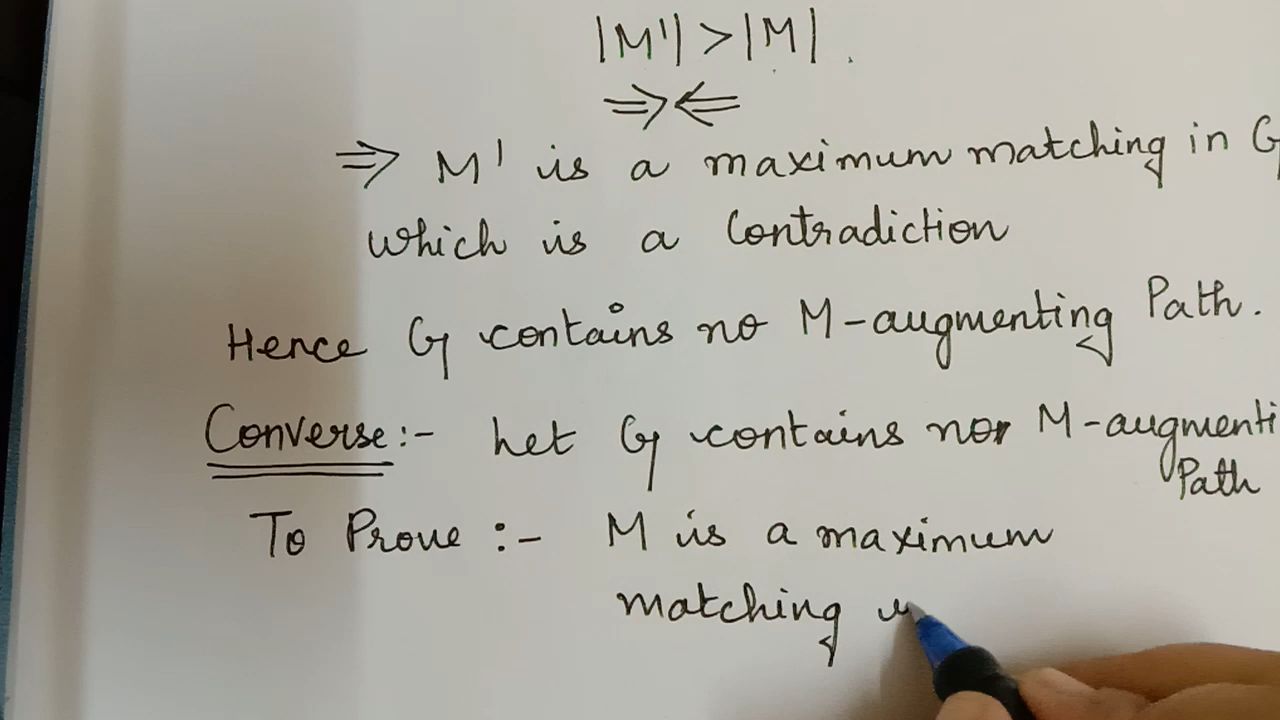 |M'| > |M|.
⇒⇐
⇒ M' is a maximum matching in G
which is a Contradiction
Hence G contains no M-augmenting Path.
Converse:- Let G contains no M-augmenti
Path
To Prove :- M is a maximum
matching